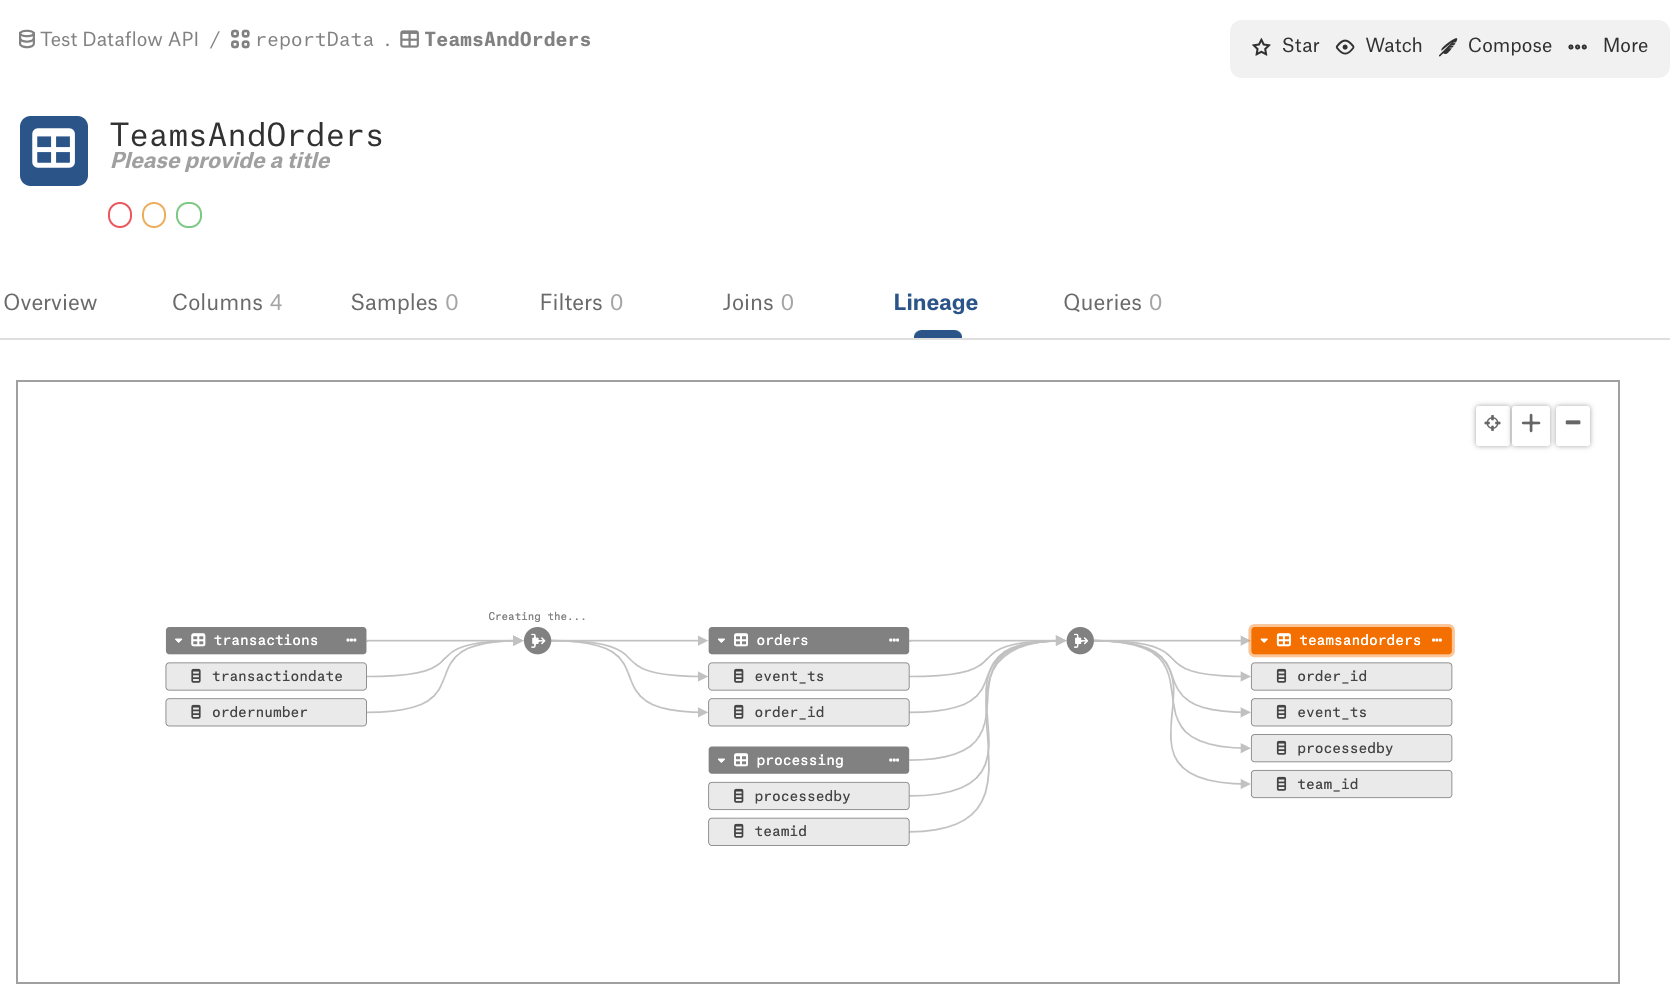 Test Dataflow API / reportData . TeamsAndOrders
Star Watch Compose More
TeamsAndOrders
Please provide a title
Overview Columns 4 Samples 0 Filters 0 Joins 0 Lineage Queries 0
Creating the...
transactions
transactiondate
ordernumber
orders
event_ts
order_id
processing
processedby
teamid
teamsandorders
order_id
event_ts
processedby
team_id